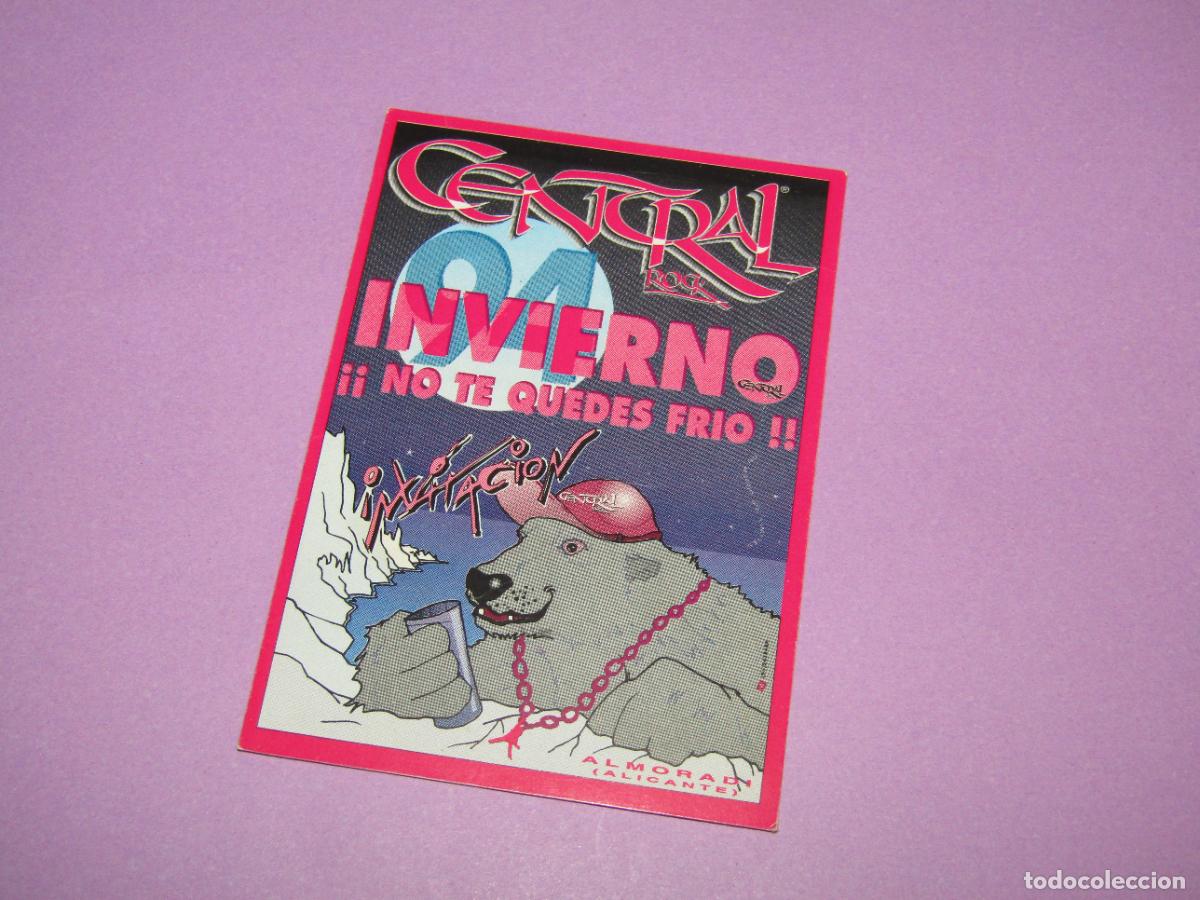 CENTRAL ®
ROCK
94
INVIERNO
CENTRAL
¡¡ NO TE QUEDES FRIO !!
inVitACioN
CENTRAL
ALMORADI
(ALICANTE)
todocoleccion